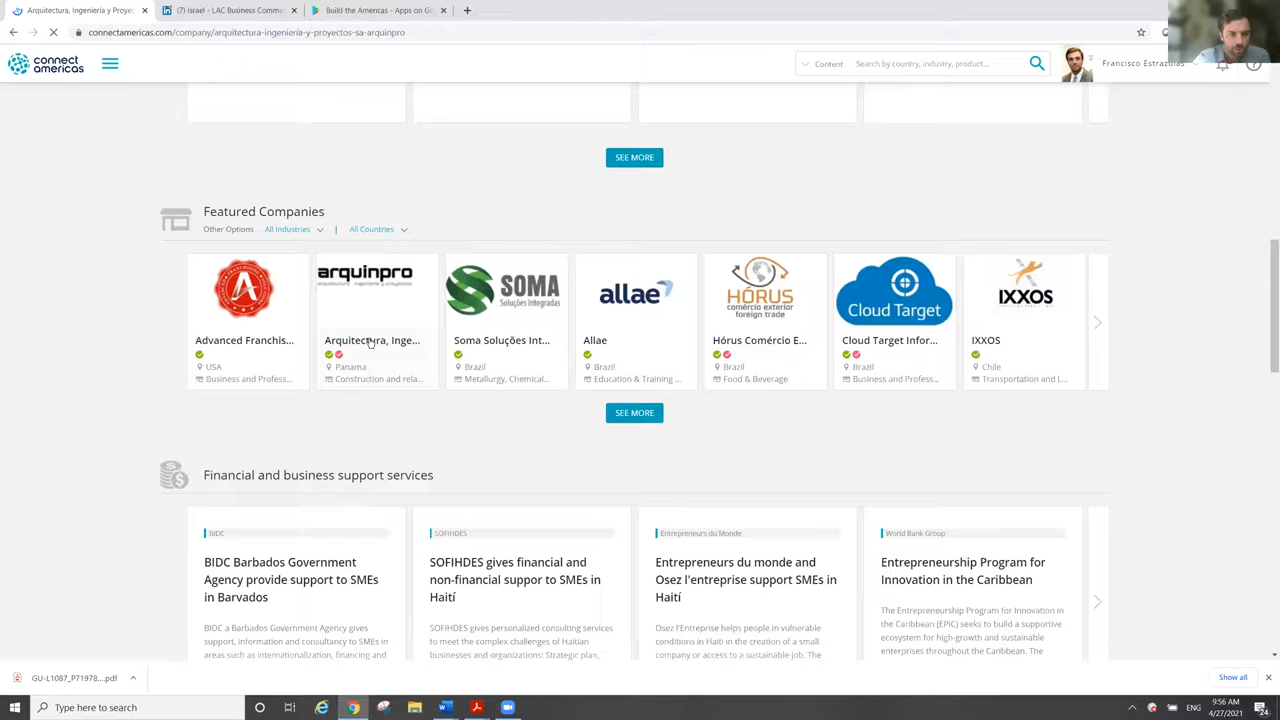 Arquitectura, Ingeniería y Proyec
(7) Israel - LAC Business Commu
Build the Americas - Apps on Go
connectamericas.com/company/arquitectura-ingeniería-y-proyectos-sa-arquinpro
connect
americas
Content
Search by country, industry, product...
Francisco Estrazulas
SEE MORE
Featured Companies
Other Options All Industries | All Countries
A
arquinpro
arquitectura ingeniería y proyectos
SOMA
Soluções Integradas
allae
HÓRUS
comércio exterior
foreign trade
Cloud Target
IXXOS
Advanced Franchis...
Arquitectura, Inge...
Soma Soluções Int...
Allae
Hórus Comércio E...
Cloud Target Infor...
IXXOS
USA
Panama
Brazil
Brazil
Brazil
Brazil
Chile
Business and Profess...
Construction and rela...
Metallurgy, Chemical...
Education & Training ...
Food & Beverage
Business and Profess...
Transportation and L...
SEE MORE
Financial and business support services
BIDC
SOFIHDES
Entrepreneurs du Monde
World Bank Group
BIDC Barbados Government
Agency provide support to SMEs
in Barvados
SOFIHDES gives financial and
non-financial suppor to SMEs in
Haití
Entrepreneurs du monde and
Osez l'entreprise support SMEs in
Haití
Entrepreneurship Program for
Innovation in the Caribbean
BIDC a Barbados Government Agency gives
support, information and consultancy to SMEs in
areas such as internationalization, financing and
SOFIHDES gives personalized consulting services
to meet the complex challenges of Haitian
businesses and organizations: Strategic plan,
Osez l'Entreprise helps people in vulnerable
conditions in Haiti in the creation of a small
company or access to a sustainable job. The
The Entrepreneurship Program for Innovation in
the Caribbean (EPIC) seeks to build a supportive
ecosystem for high-growth and sustainable
enterprises throughout the Caribbean. The
GU-L1087_P71978....pdf
Show all
Type here to search
ENG
9:56 AM
4/27/2021
24